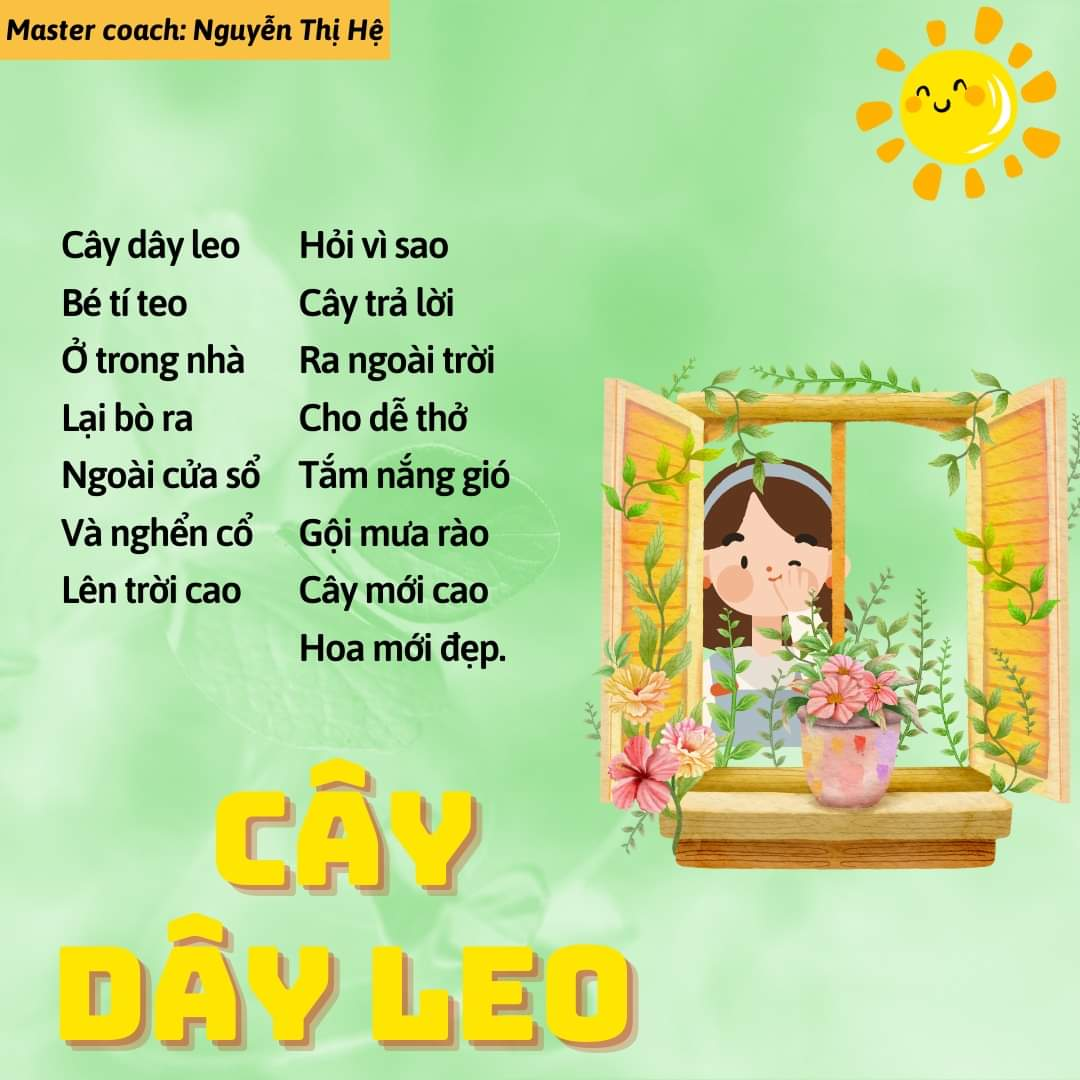 Master coach: Nguyễn Thị Hệ
Cây dây leo
Bé tí teo
Ở trong nhà
Lại bò ra
Ngoài cửa sổ
Và nghển cổ
Lên trời cao
Hỏi vì sao
Cây trả lời
Ra ngoài trời
Cho dễ thở
Tắm nắng gió
Gội mưa rào
Cây mới cao
Hoa mới đẹp.
CÂY
DÂY LEO